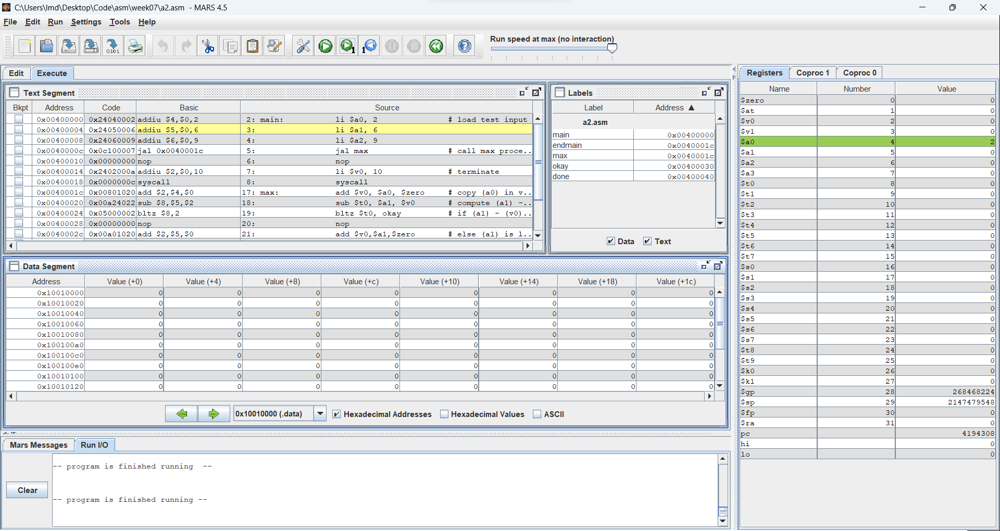 C:\Users\lmd\Desktop\Code\asm\week07\a2.asm - MARS 4.5
File Edit Run Settings Tools Help
Run speed at max (no interaction)
Edit Execute
Registers Coproc 1 Coproc 0
Text Segment
Bkpt Address Code Basic Source
0x00400000 0x24040002 addiu $4,$0,2 2: main: li $a0, 2 # load test input
0x00400004 0x24050006 addiu $5,$0,6 3: li $a1, 6
0x00400008 0x24060009 addiu $6,$0,9 4: li $a2, 9
0x0040000c 0x0c100007 jal 0x0040001c 5: jal max # call max proce...
0x00400010 0x00000000 nop 6: nop
0x00400014 0x2402000a addiu $2,$0,10 7: li $v0, 10 # terminate
0x00400018 0x0000000c syscall 8: syscall
0x0040001c 0x00801020 add $2,$4,$0 17: max: add $v0, $a0, $zero # copy (a0) in v...
0x00400020 0x00a24022 sub $8,$5,$2 18: sub $t0, $a1, $v0 # compute (a1) -...
0x00400024 0x05000002 bltz $8,2 19: bltz $t0, okay # if (a1) - (v0)...
0x00400028 0x00000000 nop 20: nop
0x0040002c 0x00a01020 add $2,$5,$0 21: add $v0,$a1,$zero # else (a1) is l...
Labels
Label Address ▲
a2.asm
main 0x00400000
endmain 0x0040001c
max 0x0040001c
okay 0x00400030
done 0x00400040
Data Text
Data Segment
Address Value (+0) Value (+4) Value (+8) Value (+c) Value (+10) Value (+14) Value (+18) Value (+1c)
0x10010000 0 0 0 0 0 0 0 0
0x10010020 0 0 0 0 0 0 0 0
0x10010040 0 0 0 0 0 0 0 0
0x10010060 0 0 0 0 0 0 0 0
0x10010080 0 0 0 0 0 0 0 0
0x100100a0 0 0 0 0 0 0 0 0
0x100100c0 0 0 0 0 0 0 0 0
0x100100e0 0 0 0 0 0 0 0 0
0x10010100 0 0 0 0 0 0 0 0
0x10010120 0 0 0 0 0 0 0 0
0x10010000 (.data) Hexadecimal Addresses Hexadecimal Values ASCII
Mars Messages Run I/O
Clear
-- program is finished running --
-- program is finished running --
Name Number Value
$zero 0 0
$at 1 0
$v0 2 0
$v1 3 0
$a0 4 2
$a1 5 0
$a2 6 0
$a3 7 0
$t0 8 0
$t1 9 0
$t2 10 0
$t3 11 0
$t4 12 0
$t5 13 0
$t6 14 0
$t7 15 0
$s0 16 0
$s1 17 0
$s2 18 0
$s3 19 0
$s4 20 0
$s5 21 0
$s6 22 0
$s7 23 0
$t8 24 0
$t9 25 0
$k0 26 0
$k1 27 0
$gp 28 268468224
$sp 29 2147479548
$fp 30 0
$ra 31 0
pc 4194308
hi 0
lo 0